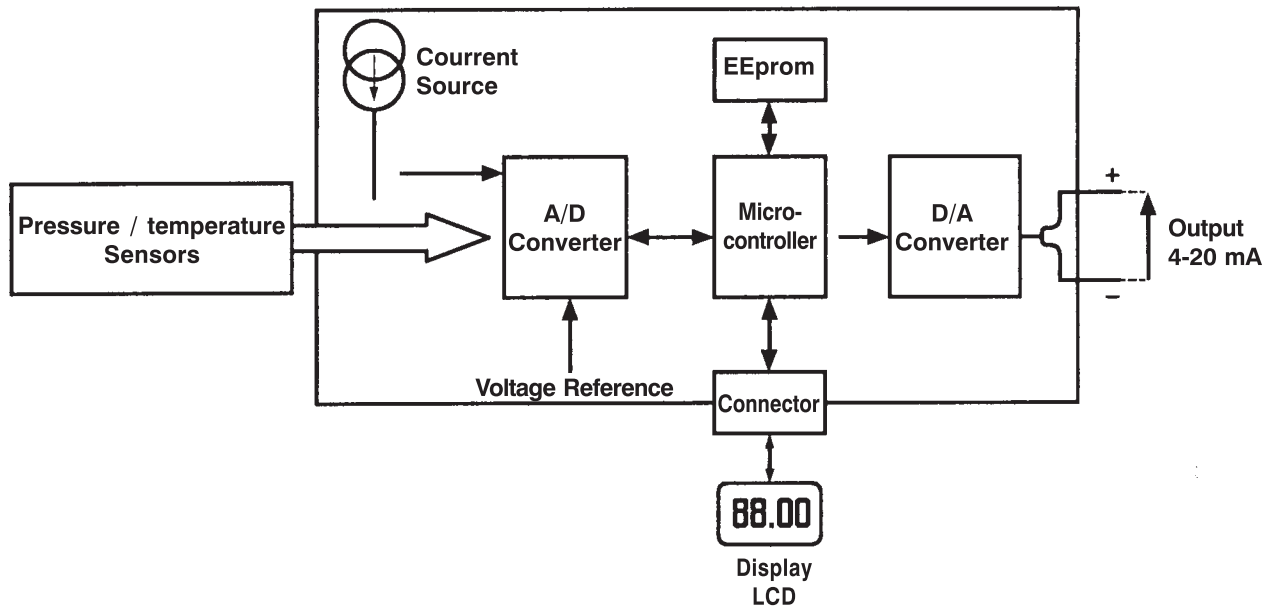 Courrent
Source
EEprom
Pressure / temperature
Sensors
A/D
Converter
Micro-
controller
D/A
Converter
+
Output
4-20 mA
–
Voltage Reference
Connector
88.00
Display
LCD